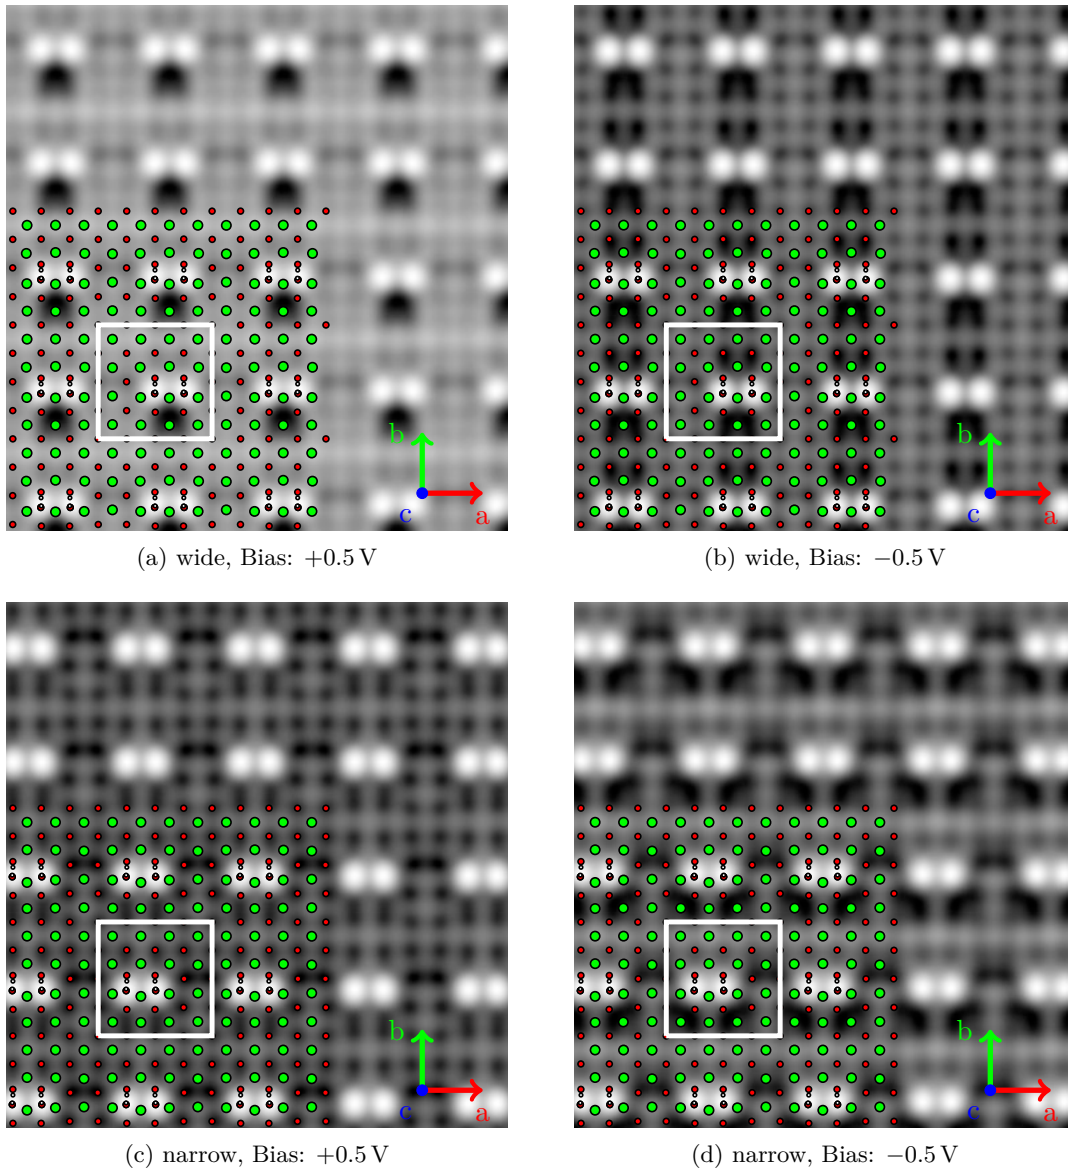 b
c
a
b
c
a
(a) wide, Bias: +0.5 V
(b) wide, Bias: −0.5 V
b
c
a
b
c
a
(c) narrow, Bias: +0.5 V
(d) narrow, Bias: −0.5 V